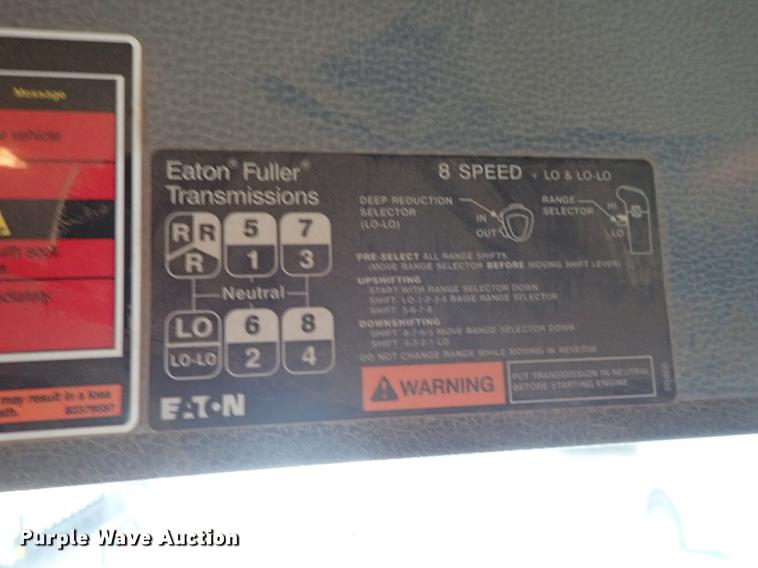 Message
vehicle
with soot
may result in a loss
83379557
Eaton® Fuller®
Transmissions
R R 5 7
R 1 3
Neutral
LO 6 8
LO-LO 2 4
EATON
8 SPEED + LO & LO-LO
DEEP REDUCTION
SELECTOR
(LO-LO)
IN
OUT
RANGE
SELECTOR
HI
LO
PRE-SELECT ALL RANGE SHIFTS
(MOVE RANGE SELECTOR BEFORE MOVING SHIFT LEVER)
UPSHIFTING
START WITH RANGE SELECTOR DOWN
SHIFT LO-1-2-3-4 RAISE RANGE SELECTOR
SHIFT 5-6-7-8
DOWNSHIFTING
SHIFT 8-7-6-5 MOVE RANGE SELECTOR DOWN
SHIFT 4-3-2-1-LO
DO NOT CHANGE RANGE WHILE MOVING IN REVERSE
WARNING
PUT TRANSMISSION IN NEUTRAL
BEFORE STARTING ENGINE
Purple Wave Auction